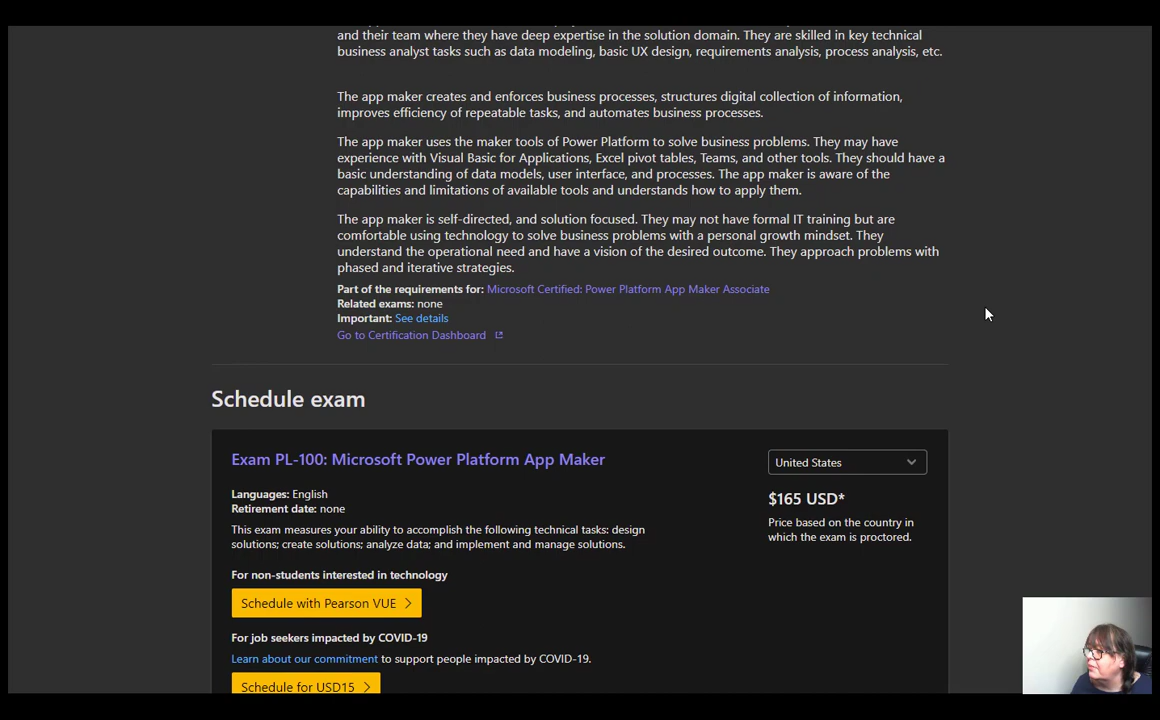 and their team where they have deep expertise in the solution domain. They are skilled in key technical
business analyst tasks such as data modeling, basic UX design, requirements analysis, process analysis, etc.
The app maker creates and enforces business processes, structures digital collection of information,
improves efficiency of repeatable tasks, and automates business processes.
The app maker uses the maker tools of Power Platform to solve business problems. They may have
experience with Visual Basic for Applications, Excel pivot tables, Teams, and other tools. They should have a
basic understanding of data models, user interface, and processes. The app maker is aware of the
capabilities and limitations of available tools and understands how to apply them.
The app maker is self-directed, and solution focused. They may not have formal IT training but are
comfortable using technology to solve business problems with a personal growth mindset. They
understand the operational need and have a vision of the desired outcome. They approach problems with
phased and iterative strategies.
Part of the requirements for: Microsoft Certified: Power Platform App Maker Associate
Related exams: none
Important: See details
Go to Certification Dashboard
Schedule exam
Exam PL-100: Microsoft Power Platform App Maker
United States
Languages: English
Retirement date: none
$165 USD*
Price based on the country in
which the exam is proctored.
This exam measures your ability to accomplish the following technical tasks: design
solutions; create solutions; analyze data; and implement and manage solutions.
For non-students interested in technology
Schedule with Pearson VUE
For job seekers impacted by COVID-19
Learn about our commitment to support people impacted by COVID-19.
Schedule for USD15